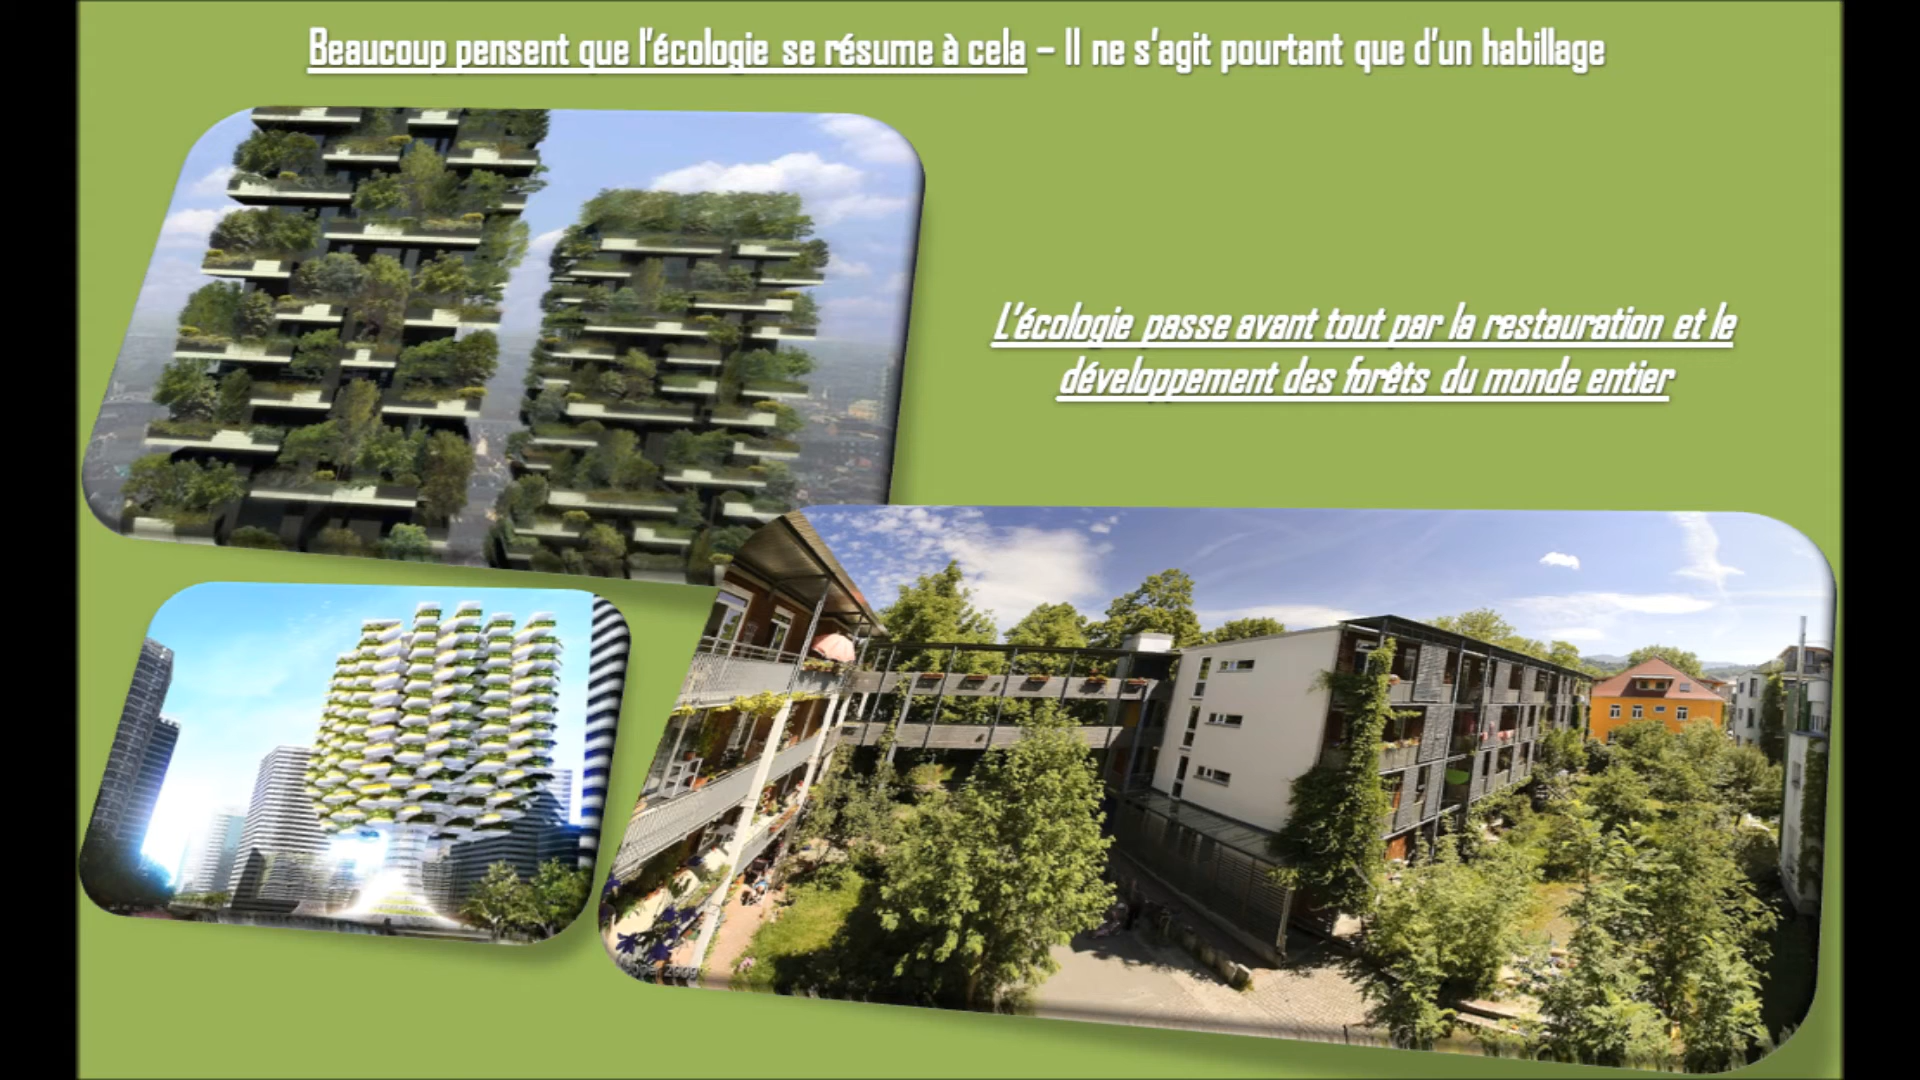 Beaucoup pensent que l'écologie se résume à cela – Il ne s'agit pourtant que d'un habillage
L'écologie passe avant tout par la restauration et le
développement des forêts du monde entier